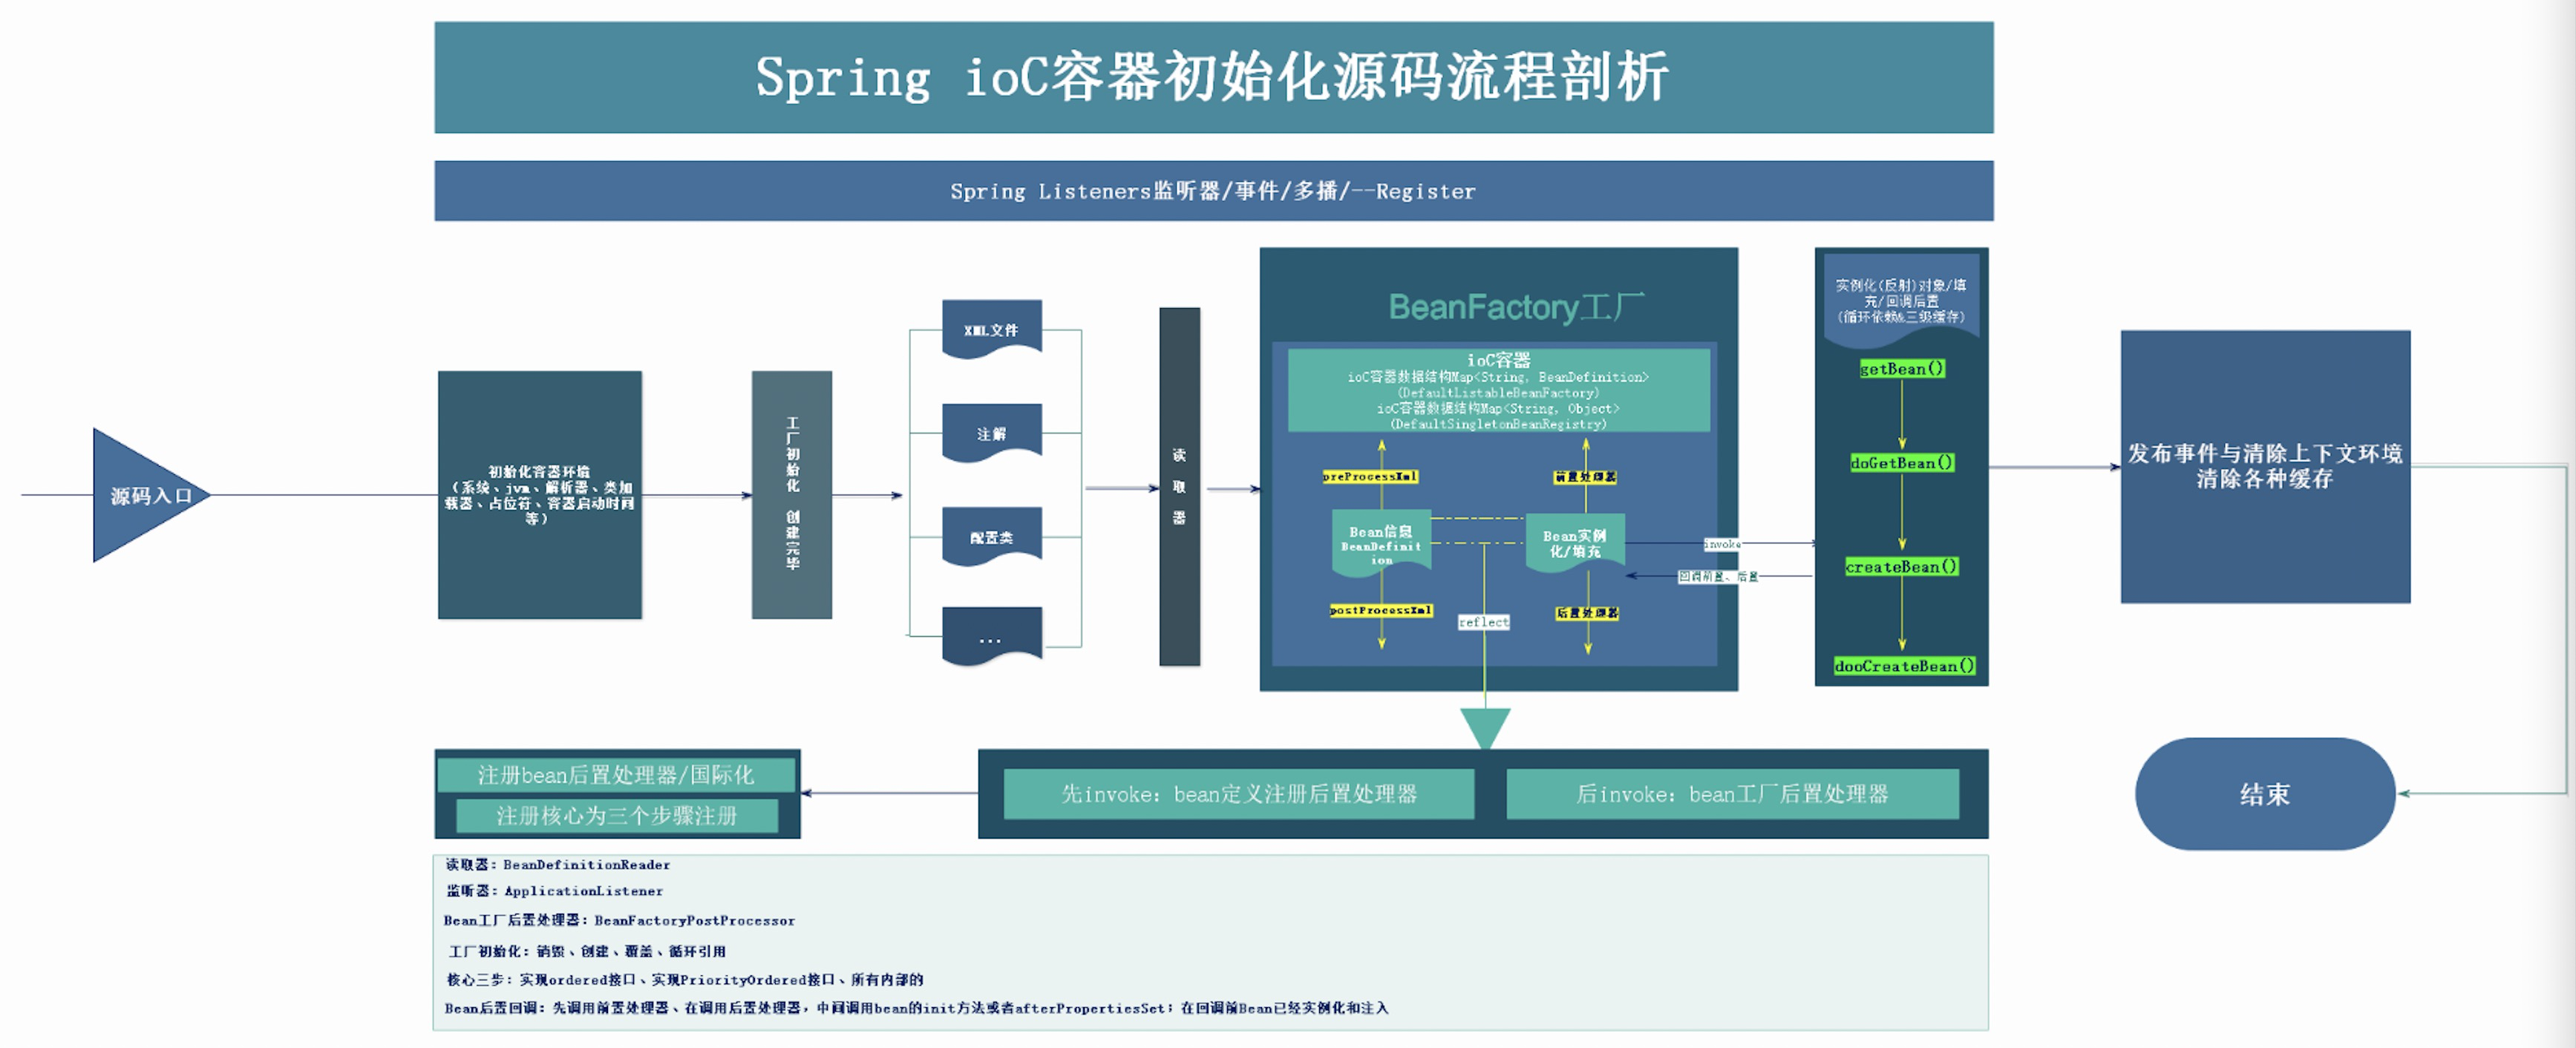 Spring ioC容器初始化源码流程剖析
Spring Listeners监听器/事件/多播/--Register
源码入口
初始化容器环境
（系统、jvm、解析器、类加
载器、占位符、容器启动时间
等）
工厂初始化 创建完毕
XML文件
注解
配置类
...
读取器
BeanFactory工厂
ioC容器
ioC容器数据结构Map<String, BeanDefinition>
(DefaultListableBeanFactory)
ioC容器数据结构Map<String, Object>
(DefaultSingletonBeanRegistry)
preProcessXml
前置处理器
Bean信息
BeanDefinit
ion
Bean实例
化/填充
postProcessXml
后置处理器
reflect
invoke
回调前置、后置
实例化(反射)对象/填
充/回调后置
(循环依赖&三级缓存)
getBean()
doGetBean()
createBean()
dooCreateBean()
发布事件与清除上下文环境
清除各种缓存
结束
注册bean后置处理器/国际化
注册核心为三个步骤注册
先invoke: bean定义注册后置处理器
后invoke: bean工厂后置处理器
读取器: BeanDefinitionReader
监听器: ApplicationListener
Bean工厂后置处理器: BeanFactoryPostProcessor
工厂初始化: 销毁、创建、覆盖、循环引用
核心三步: 实现ordered接口、实现PriorityOrdered接口、所有内部的
Bean后置回调: 先调用前置处理器、在调用后置处理器，中间调用bean的init方法或者afterPropertiesSet; 在回调前Bean已经实例化和注入